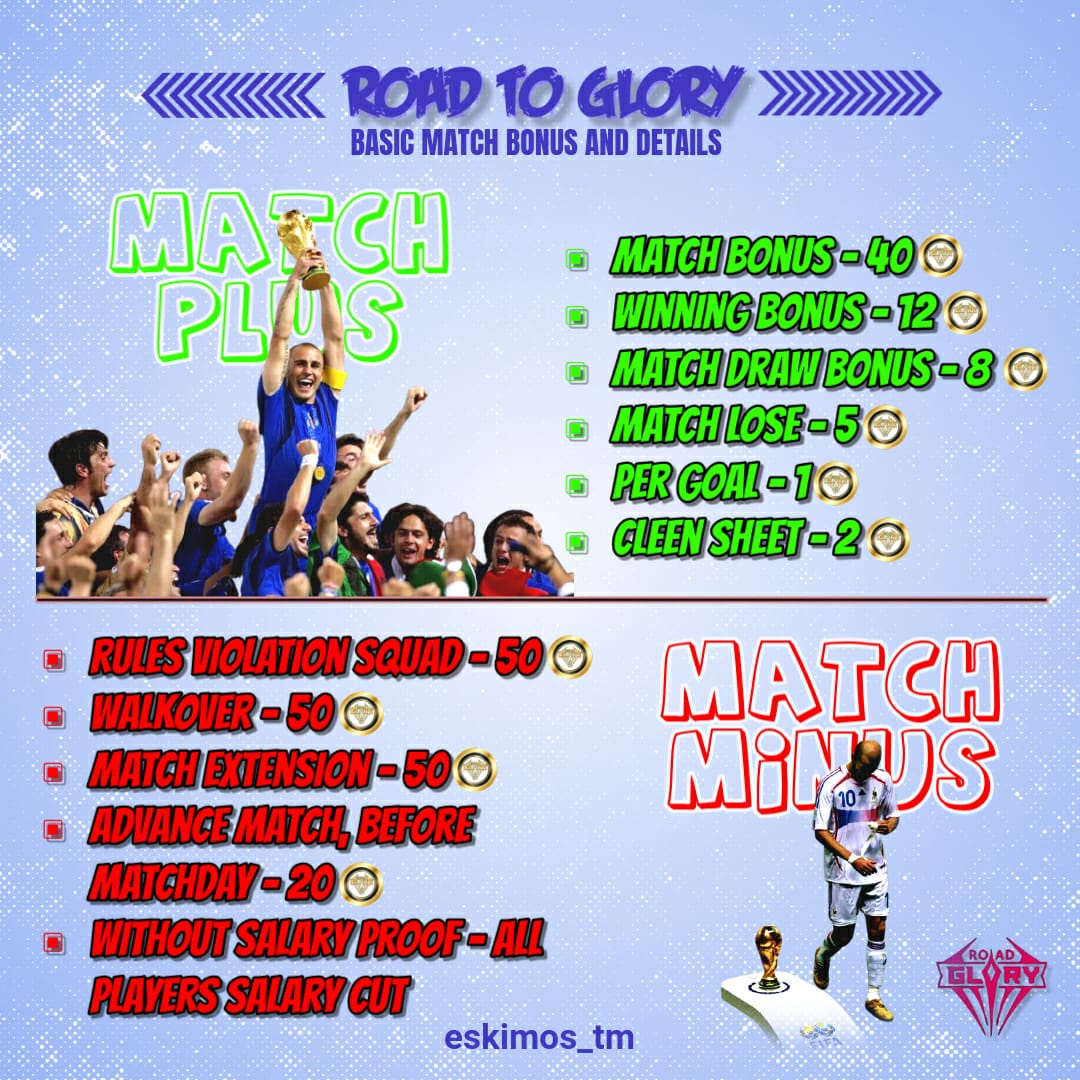 ROAD TO GLORY
BASIC MATCH BONUS AND DETAILS
MATCH
PLUS
MATCH BONUS - 40
WINNING BONUS - 12
MATCH DRAW BONUS - 8
MATCH LOSE - 5
PER GOAL - 1
CLEEN SHEET - 2
RULES VIOLATION SQUAD - 50
WALKOVER - 50
MATCH EXTENSION - 50
ADVANCE MATCH, BEFORE
MATCHDAY - 20
WITHOUT SALARY PROOF - ALL
PLAYERS SALARY CUT
MATCH
MiNUS
10
FIFA
ROAD
GLORY
eskimos_tm